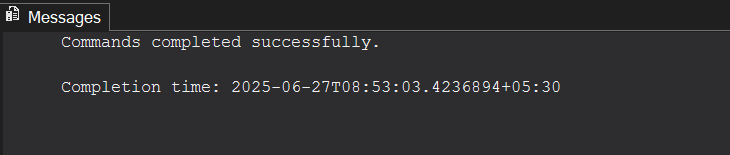 Messages
Commands completed successfully.
Completion time: 2025-06-27T08:53:03.4236894+05:30